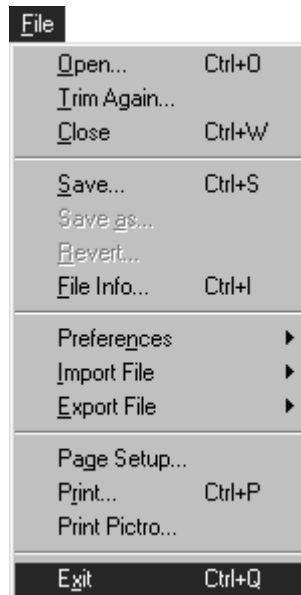 File
Open... Ctrl+O
Trim Again...
Close Ctrl+W
Save... Ctrl+S
Save as...
Revert...
File Info... Ctrl+I
Preferences
Import File
Export File
Page Setup...
Print... Ctrl+P
Print Pictro...
Exit Ctrl+Q